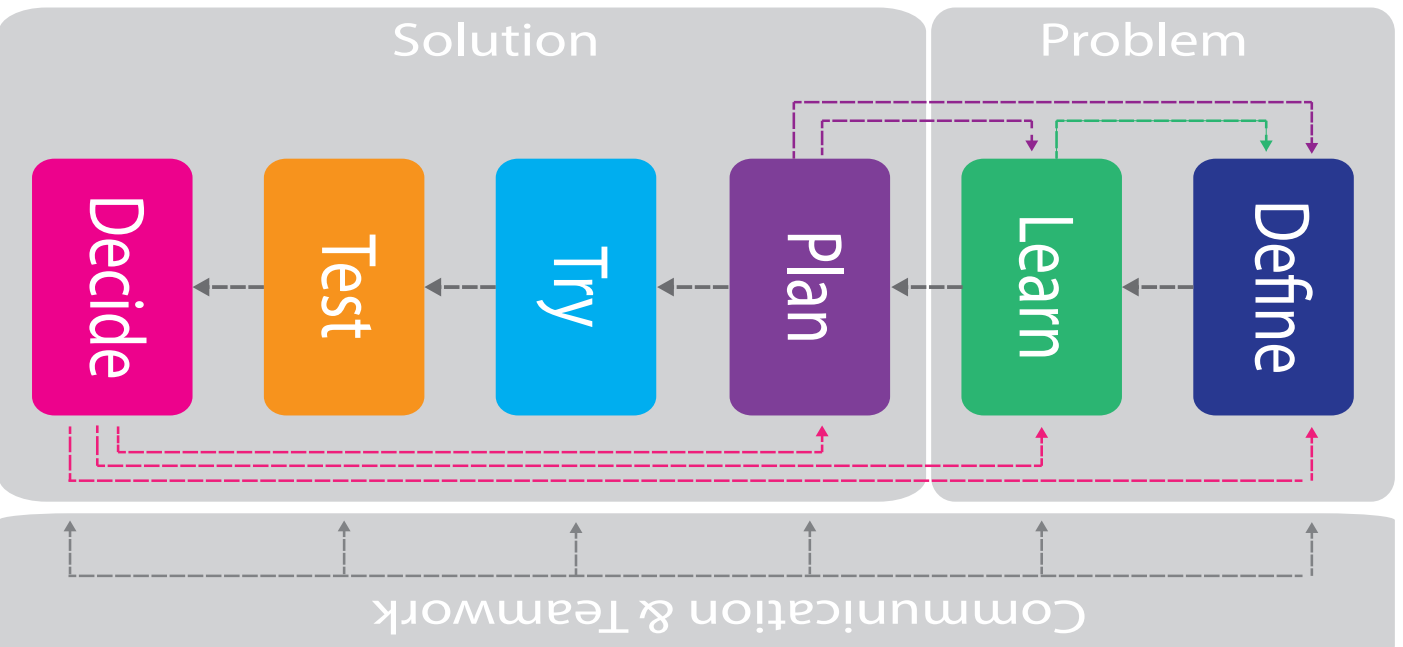 Solution
Problem
Decide
Test
Try
Plan
Learn
Define
Communication & Teamwork